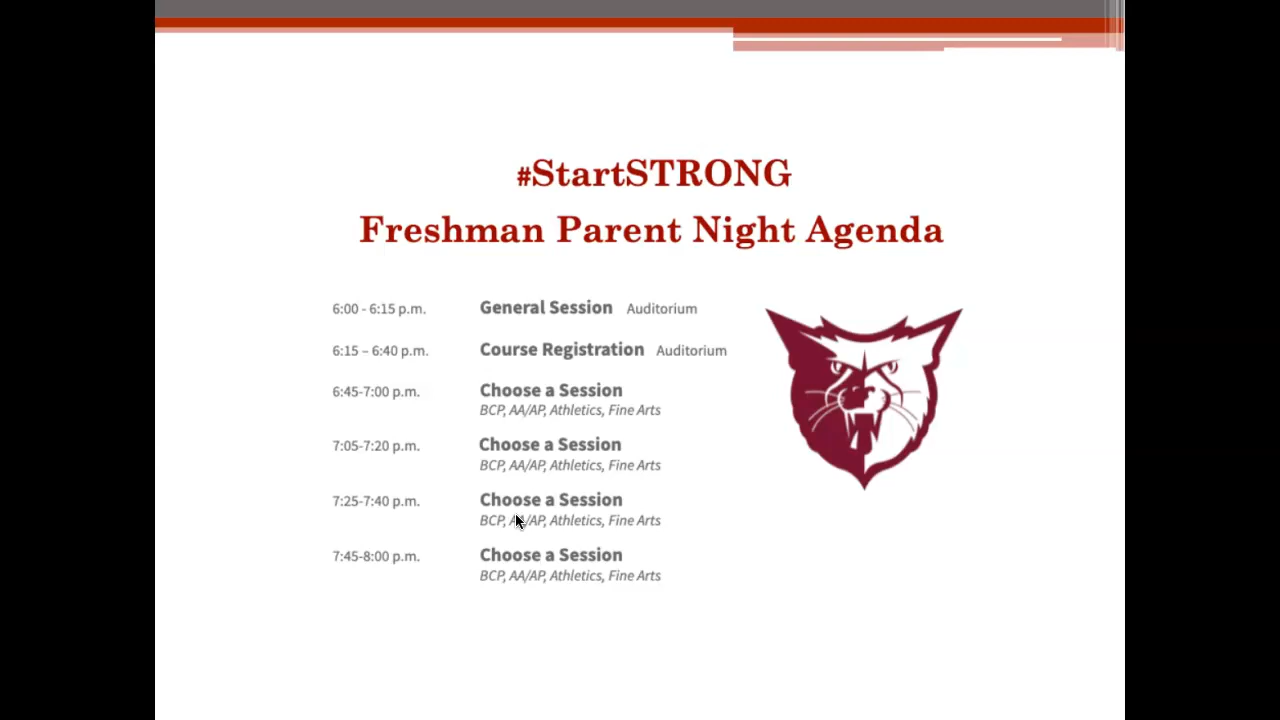 #StartSTRONG
Freshman Parent Night Agenda
6:00 - 6:15 p.m. General Session Auditorium
6:15 – 6:40 p.m. Course Registration Auditorium
6:45-7:00 p.m. Choose a Session
BCP, AA/AP, Athletics, Fine Arts
7:05-7:20 p.m. Choose a Session
BCP, AA/AP, Athletics, Fine Arts
7:25-7:40 p.m. Choose a Session
BCP, AA/AP, Athletics, Fine Arts
7:45-8:00 p.m. Choose a Session
BCP, AA/AP, Athletics, Fine Arts